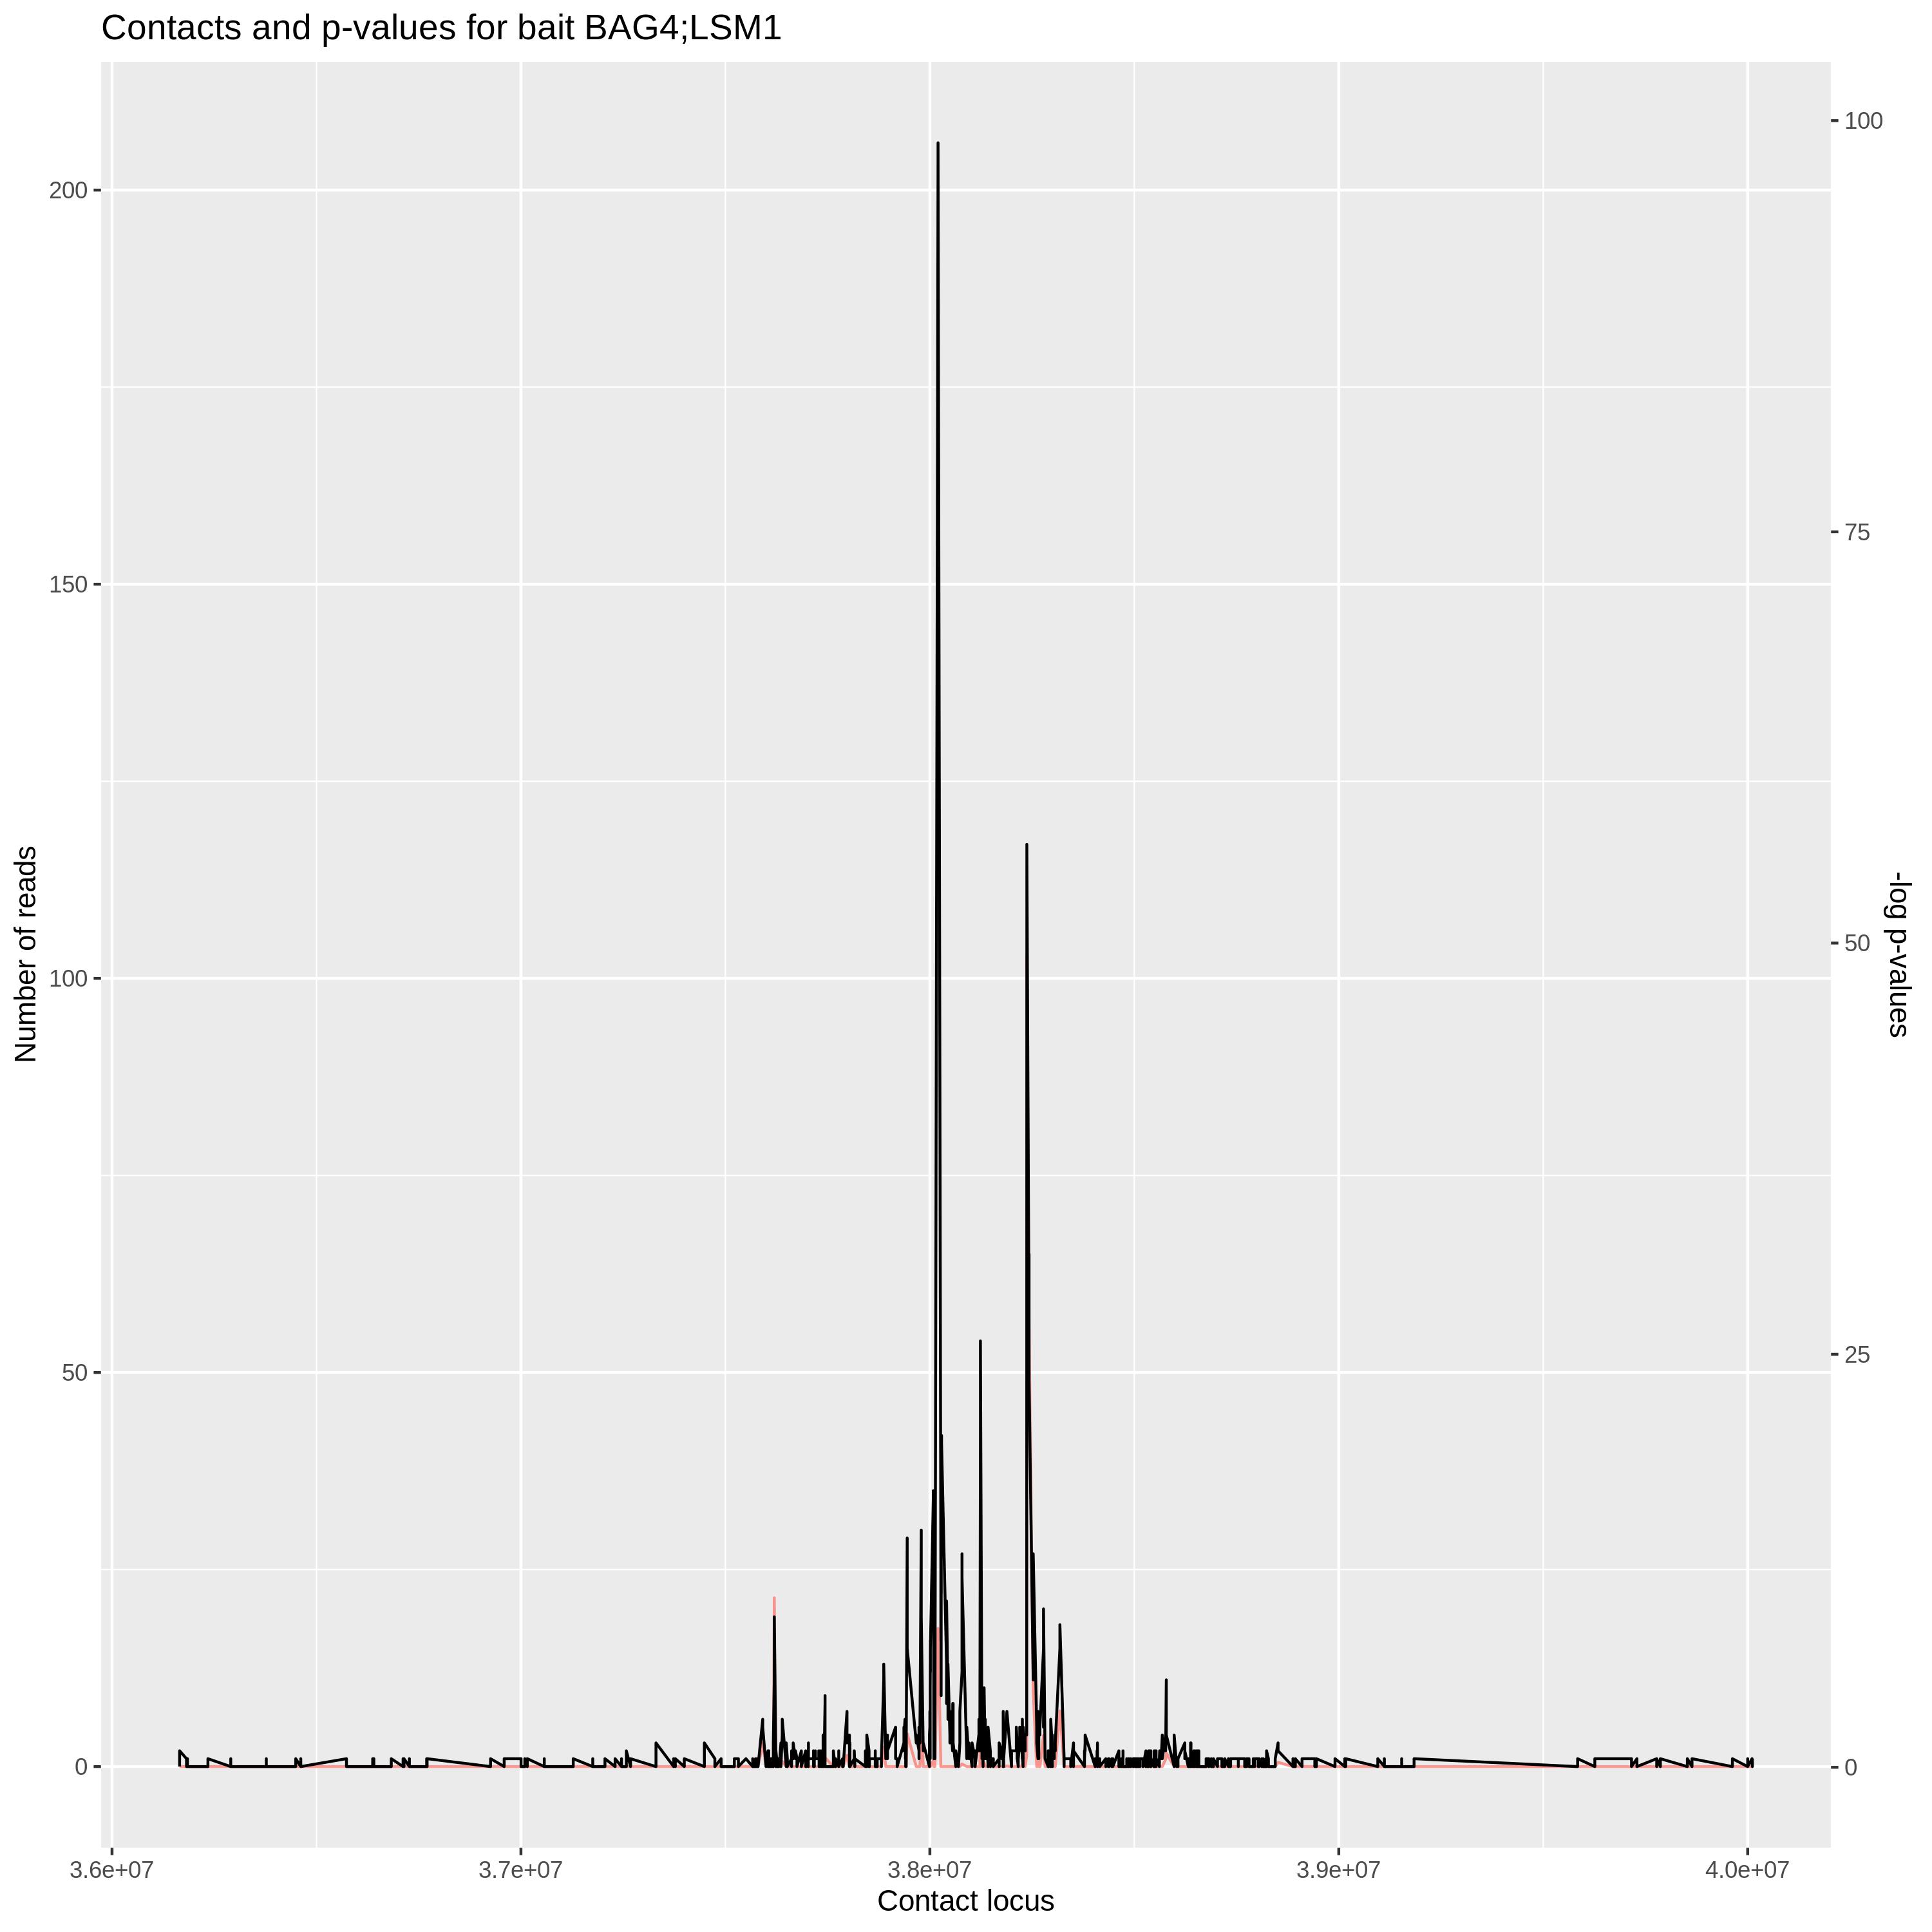 Contacts and p-values for bait BAG4;LSM1
200
150
100
50
0
Number of reads
100
75
50
25
0
-log p-values
3.6e+07
3.7e+07
3.8e+07
3.9e+07
4.0e+07
Contact locus